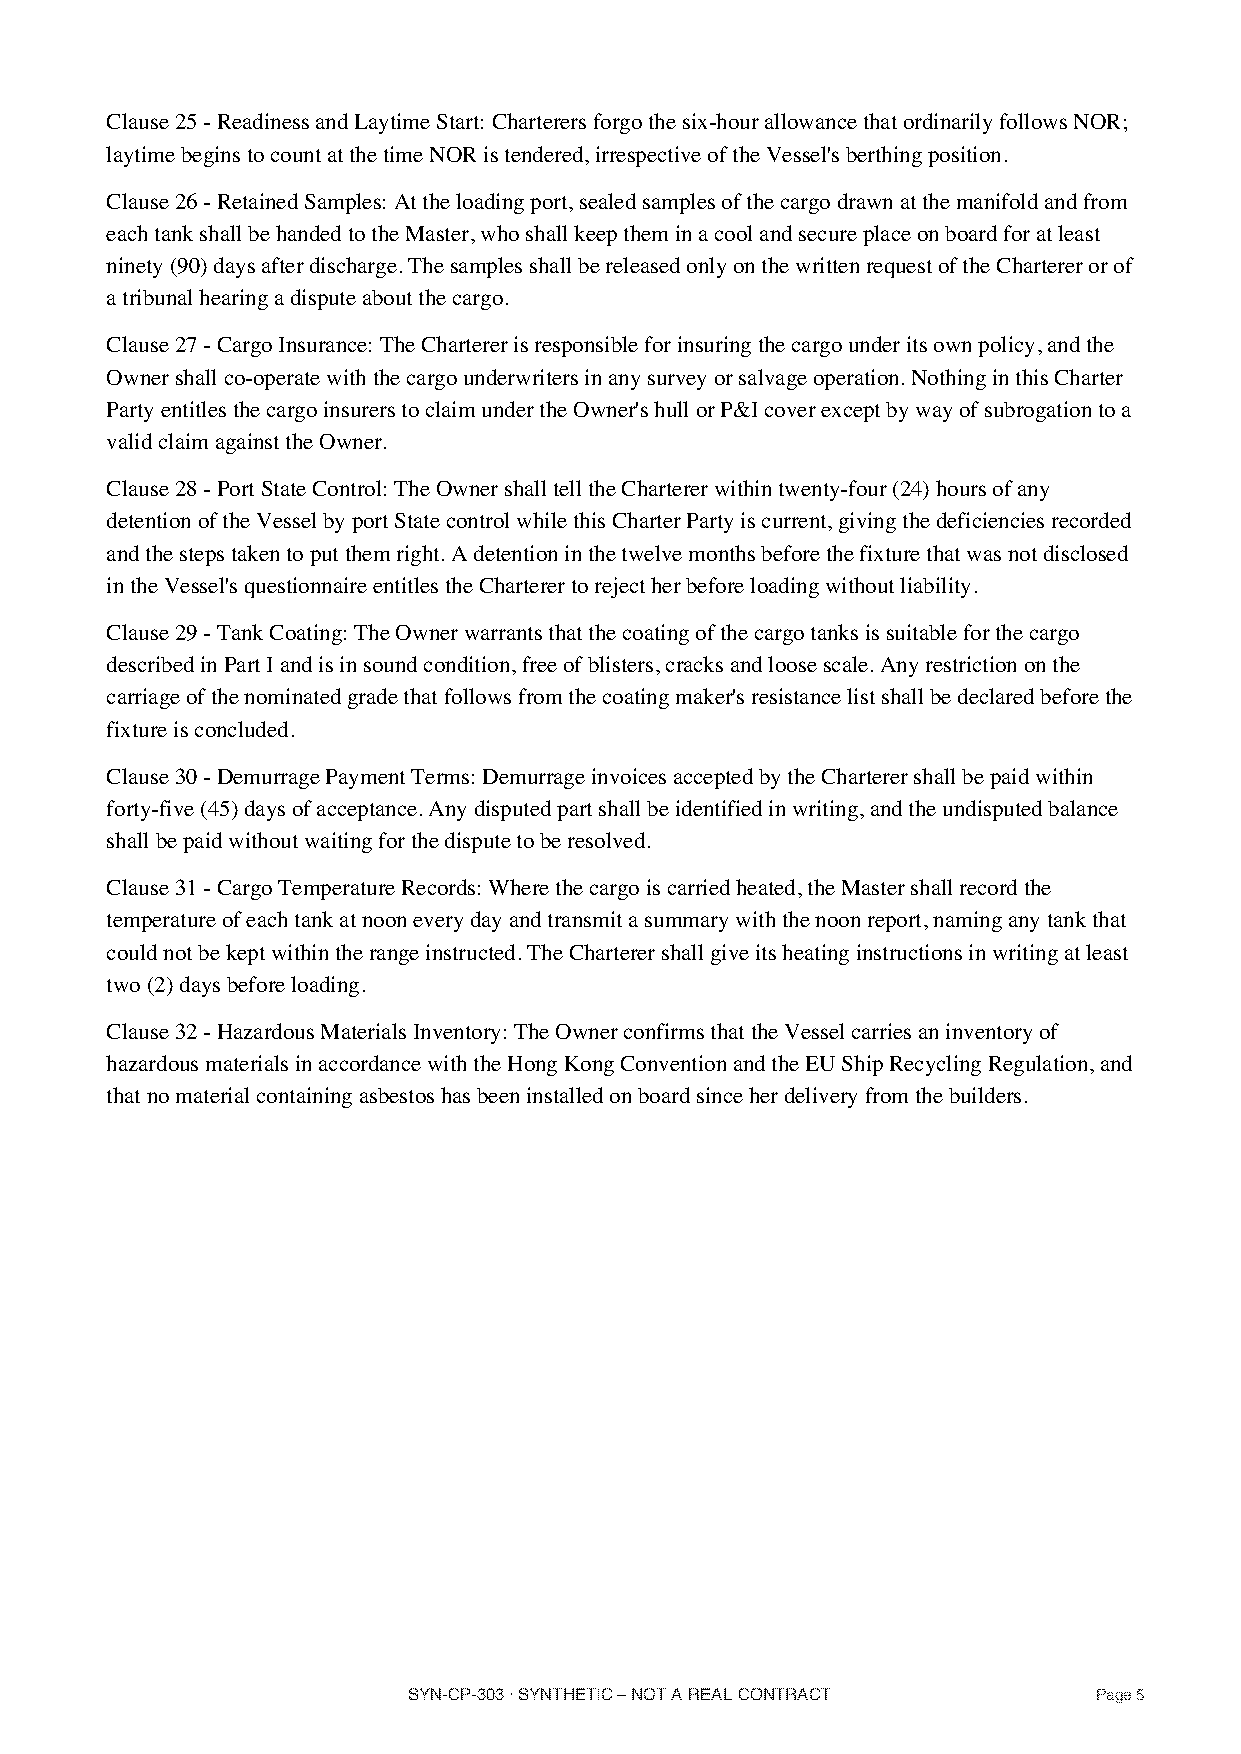 Clause 25 - Readiness and Laytime Start: Charterers forgo the six-hour allowance that ordinarily follows NOR;
laytime begins to count at the time NOR is tendered, irrespective of the Vessel's berthing position.
Clause 26 - Retained Samples: At the loading port, sealed samples of the cargo drawn at the manifold and from
each tank shall be handed to the Master, who shall keep them in a cool and secure place on board for at least
ninety (90) days after discharge. The samples shall be released only on the written request of the Charterer or of
a tribunal hearing a dispute about the cargo.
Clause 27 - Cargo Insurance: The Charterer is responsible for insuring the cargo under its own policy, and the
Owner shall co-operate with the cargo underwriters in any survey or salvage operation. Nothing in this Charter
Party entitles the cargo insurers to claim under the Owner's hull or P&I cover except by way of subrogation to a
valid claim against the Owner.
Clause 28 - Port State Control: The Owner shall tell the Charterer within twenty-four (24) hours of any
detention of the Vessel by port State control while this Charter Party is current, giving the deficiencies recorded
and the steps taken to put them right. A detention in the twelve months before the fixture that was not disclosed
in the Vessel's questionnaire entitles the Charterer to reject her before loading without liability.
Clause 29 - Tank Coating: The Owner warrants that the coating of the cargo tanks is suitable for the cargo
described in Part I and is in sound condition, free of blisters, cracks and loose scale. Any restriction on the
carriage of the nominated grade that follows from the coating maker's resistance list shall be declared before the
fixture is concluded.
Clause 30 - Demurrage Payment Terms: Demurrage invoices accepted by the Charterer shall be paid within
forty-five (45) days of acceptance. Any disputed part shall be identified in writing, and the undisputed balance
shall be paid without waiting for the dispute to be resolved.
Clause 31 - Cargo Temperature Records: Where the cargo is carried heated, the Master shall record the
temperature of each tank at noon every day and transmit a summary with the noon report, naming any tank that
could not be kept within the range instructed. The Charterer shall give its heating instructions in writing at least
two (2) days before loading.
Clause 32 - Hazardous Materials Inventory: The Owner confirms that the Vessel carries an inventory of
hazardous materials in accordance with the Hong Kong Convention and the EU Ship Recycling Regulation, and
that no material containing asbestos has been installed on board since her delivery from the builders.
SYN-CP-303 · SYNTHETIC – NOT A REAL CONTRACT Page 5